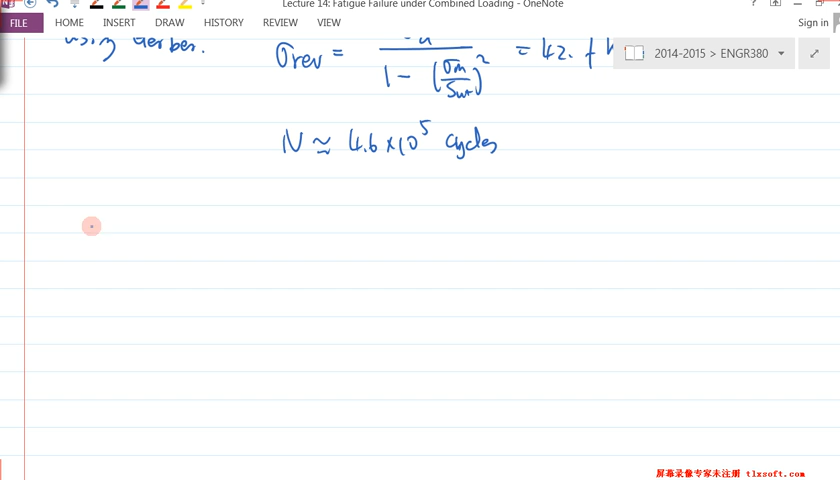 Lecture 14: Fatigue Failure under Combined Loading - OneNote
FILE HOME INSERT DRAW HISTORY REVIEW VIEW Sign in
2014-2015 > ENGR380
using Gerber.
σrev = / 1 - (σm/Sut)² = 42.
N ≈ 4.6 × 10⁵ cycles
屏幕录像专家未注册 tlxsoft.com